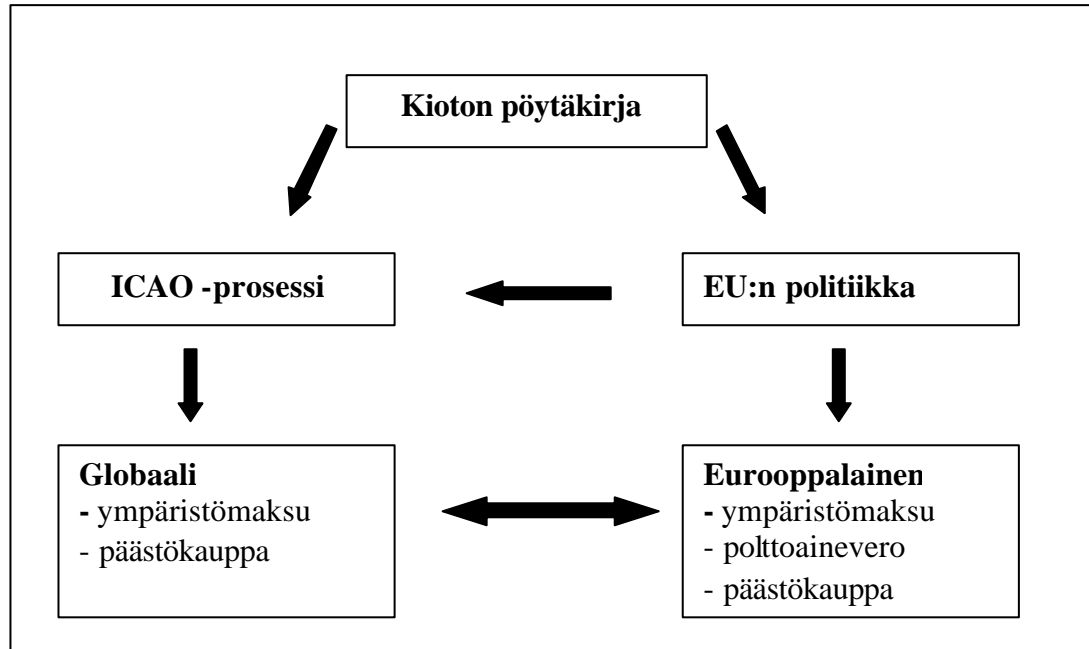 Kioton pöytäkirja
ICAO -prosessi
EU:n politiikka
Globaali
- ympäristömaksu
- päästökauppa
Eurooppalainen
- ympäristömaksu
- polttoainevero
- päästökauppa